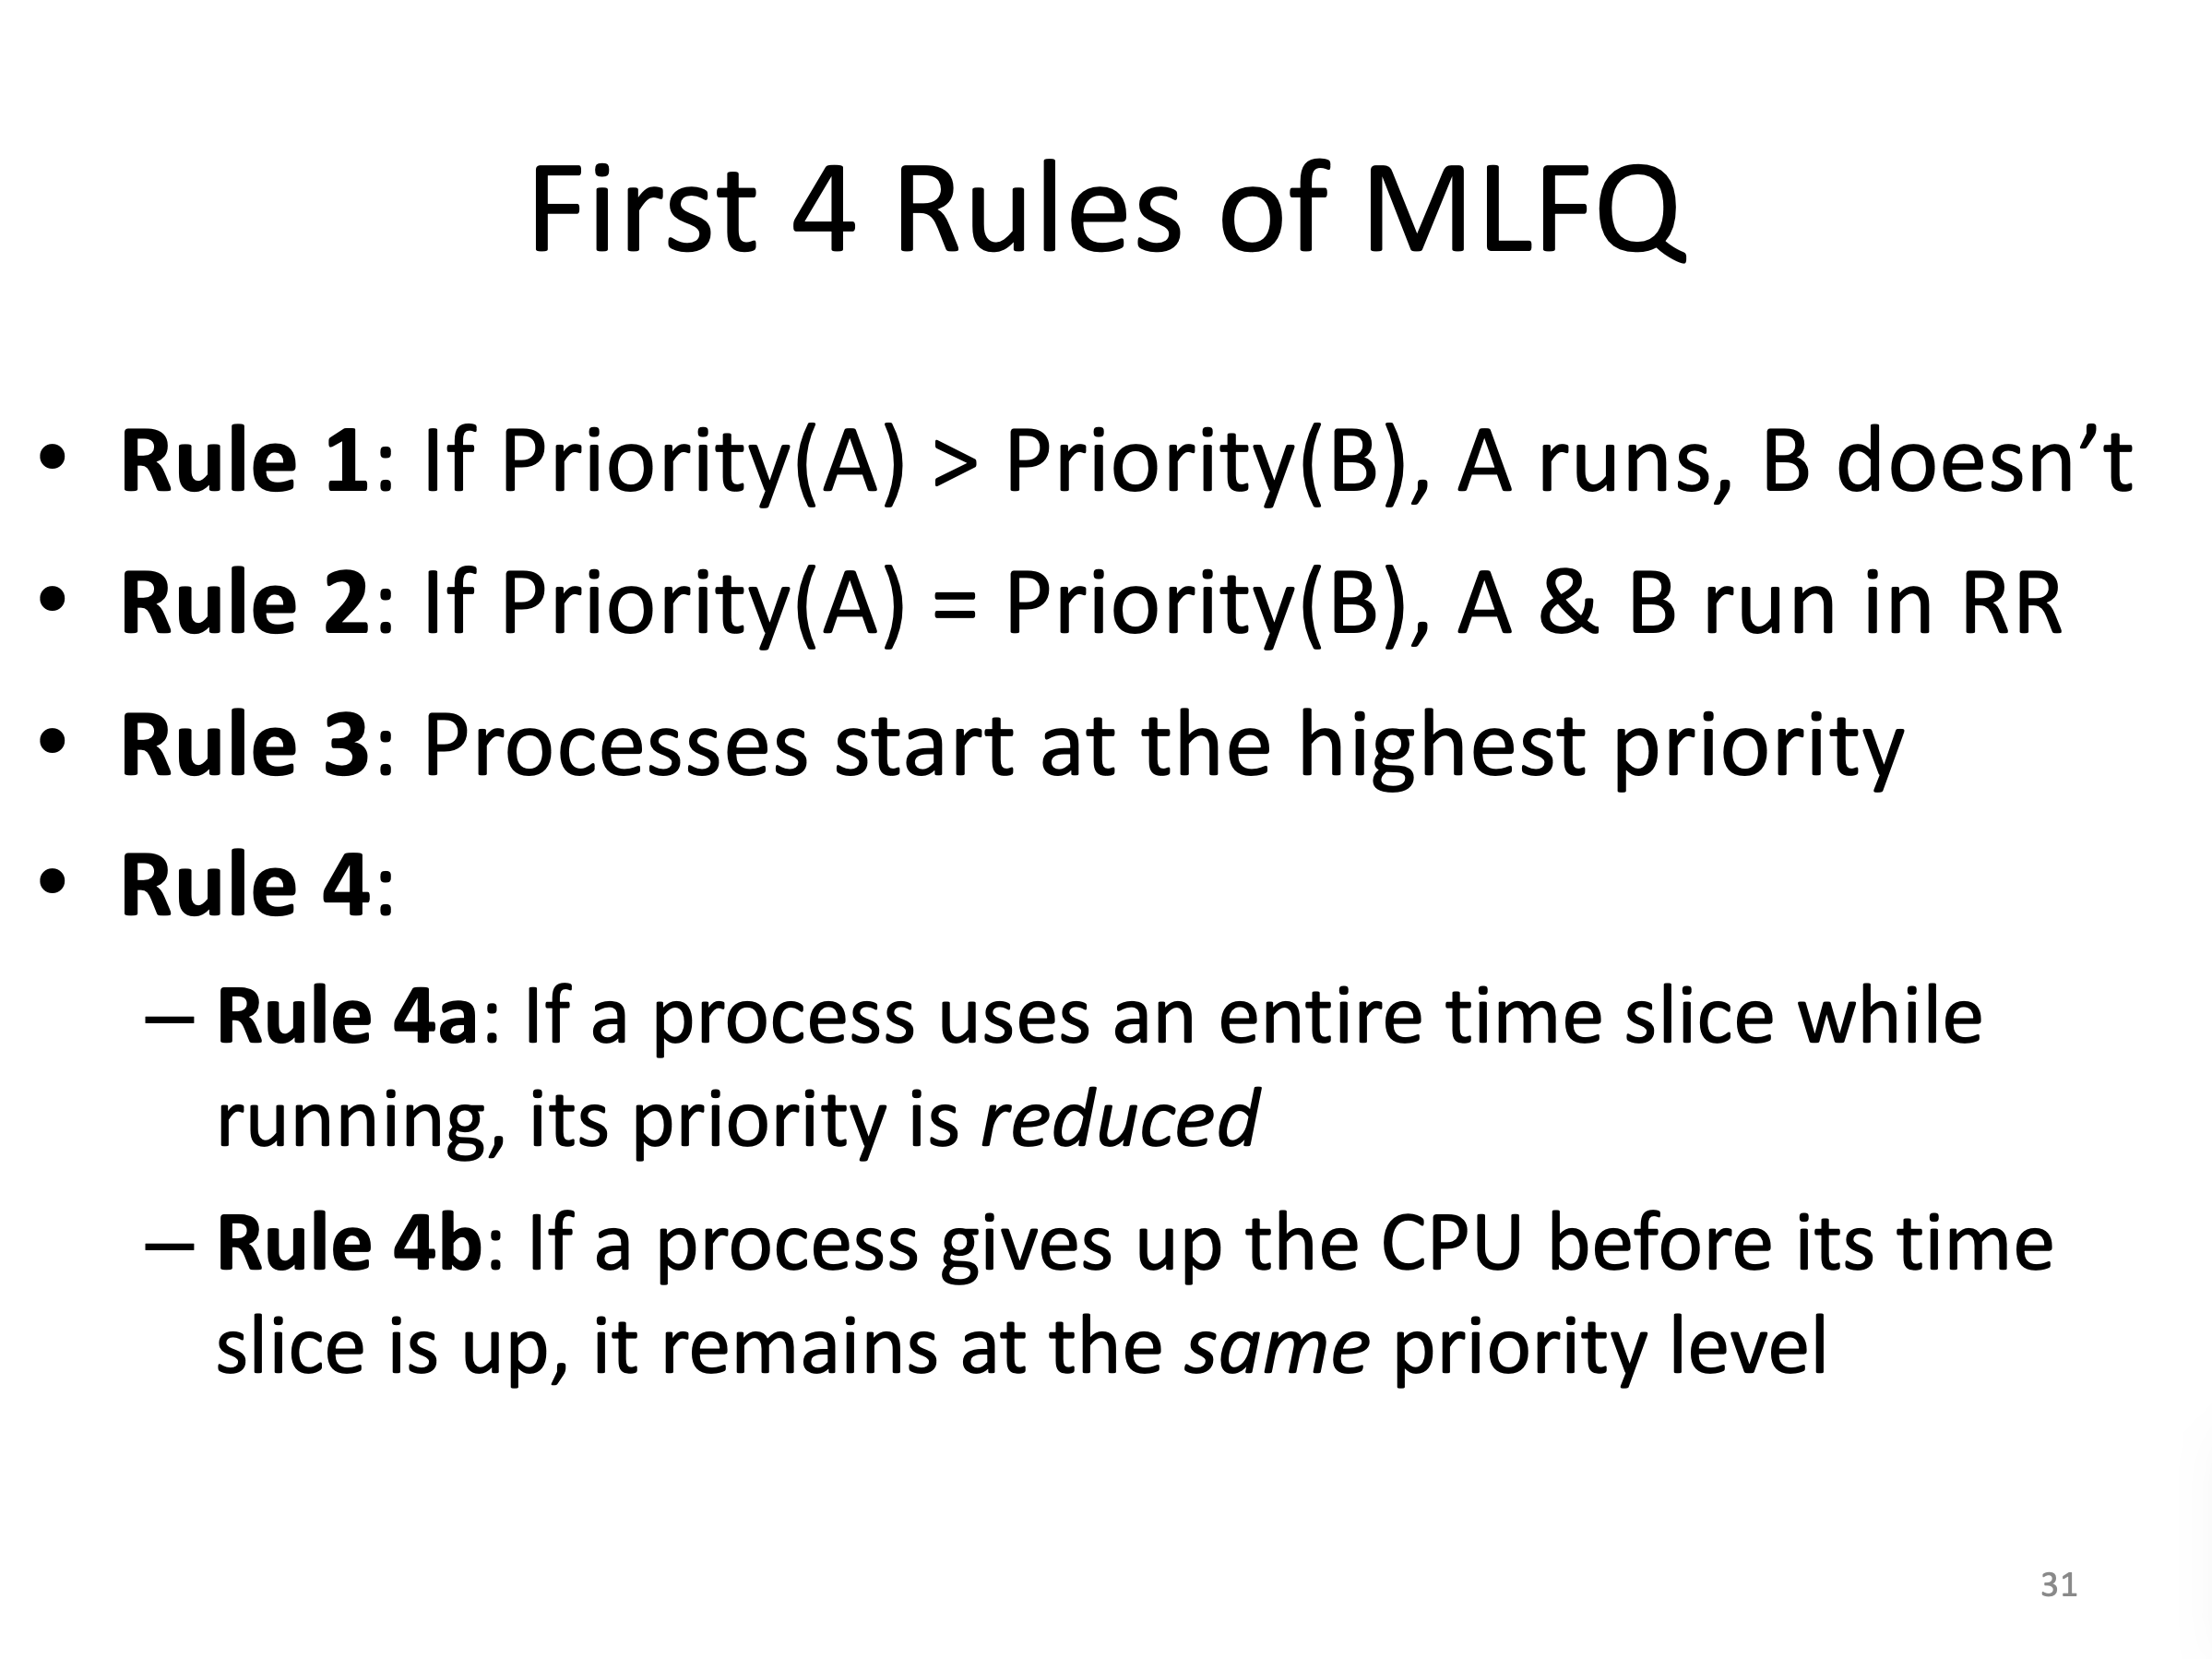 First 4 Rules of MLFQ
• Rule 1: If Priority(A) > Priority(B), A runs, B doesn’t
• Rule 2: If Priority(A) = Priority(B), A & B run in RR
• Rule 3: Processes start at the highest priority
• Rule 4:
– Rule 4a: If a process uses an entire time slice while
running, its priority is reduced
– Rule 4b: If a process gives up the CPU before its time
slice is up, it remains at the same priority level
31